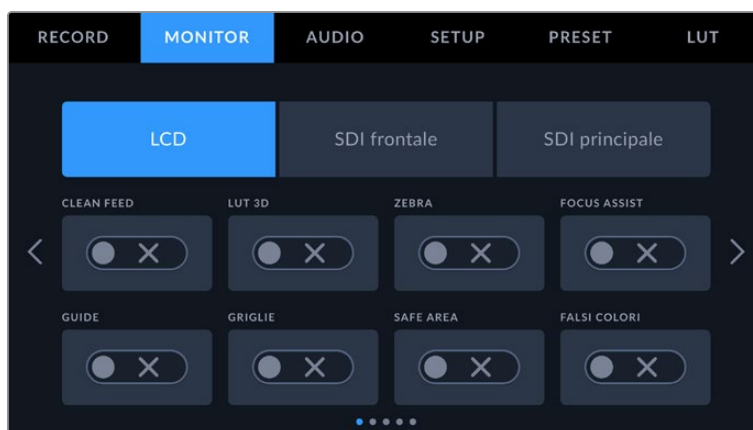 RECORD MONITOR AUDIO SETUP PRESET LUT
LCD SDI frontale SDI principale
CLEAN FEED LUT 3D ZEBRA FOCUS ASSIST
GUIDE GRIGLIE SAFE AREA FALSI COLORI